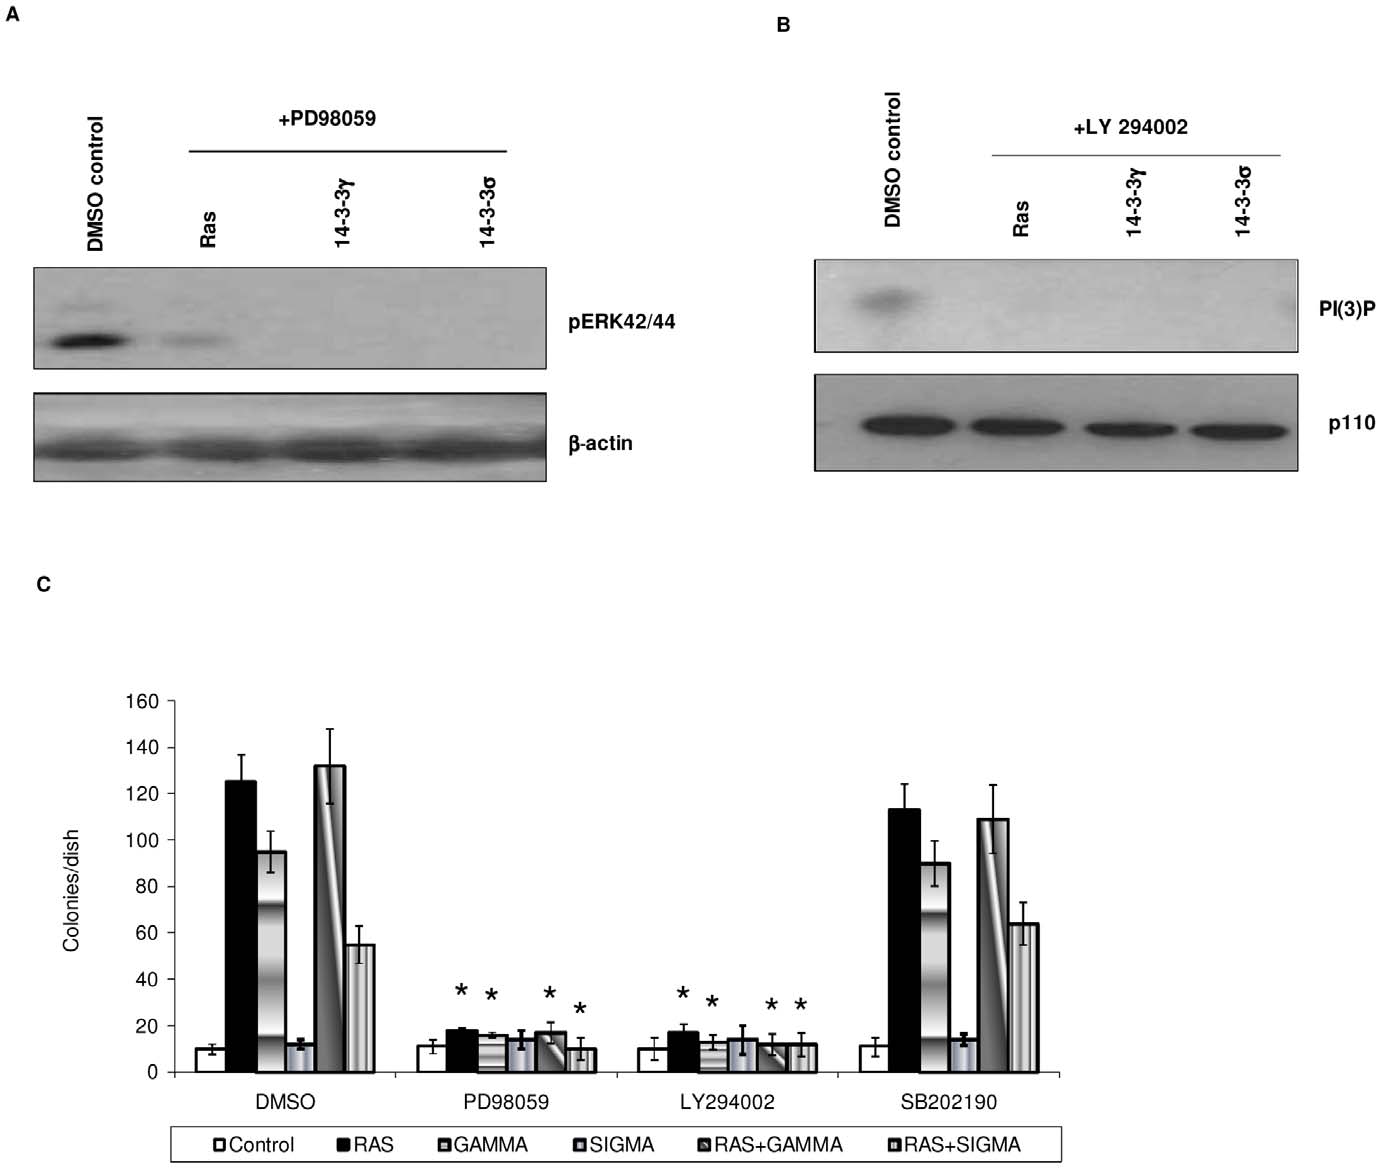 A
+PD98059
DMSO control
Ras
14-3-3γ
14-3-3σ
pERK42/44
β-actin
B
+LY 294002
DMSO control
Ras
14-3-3γ
14-3-3σ
PI(3)P
p110
C
Colonies/dish
160
140
120
100
80
60
40
20
0
* * * * * * * *
DMSO PD98059 LY294002 SB202190
Control RAS GAMMA SIGMA RAS+GAMMA RAS+SIGMA